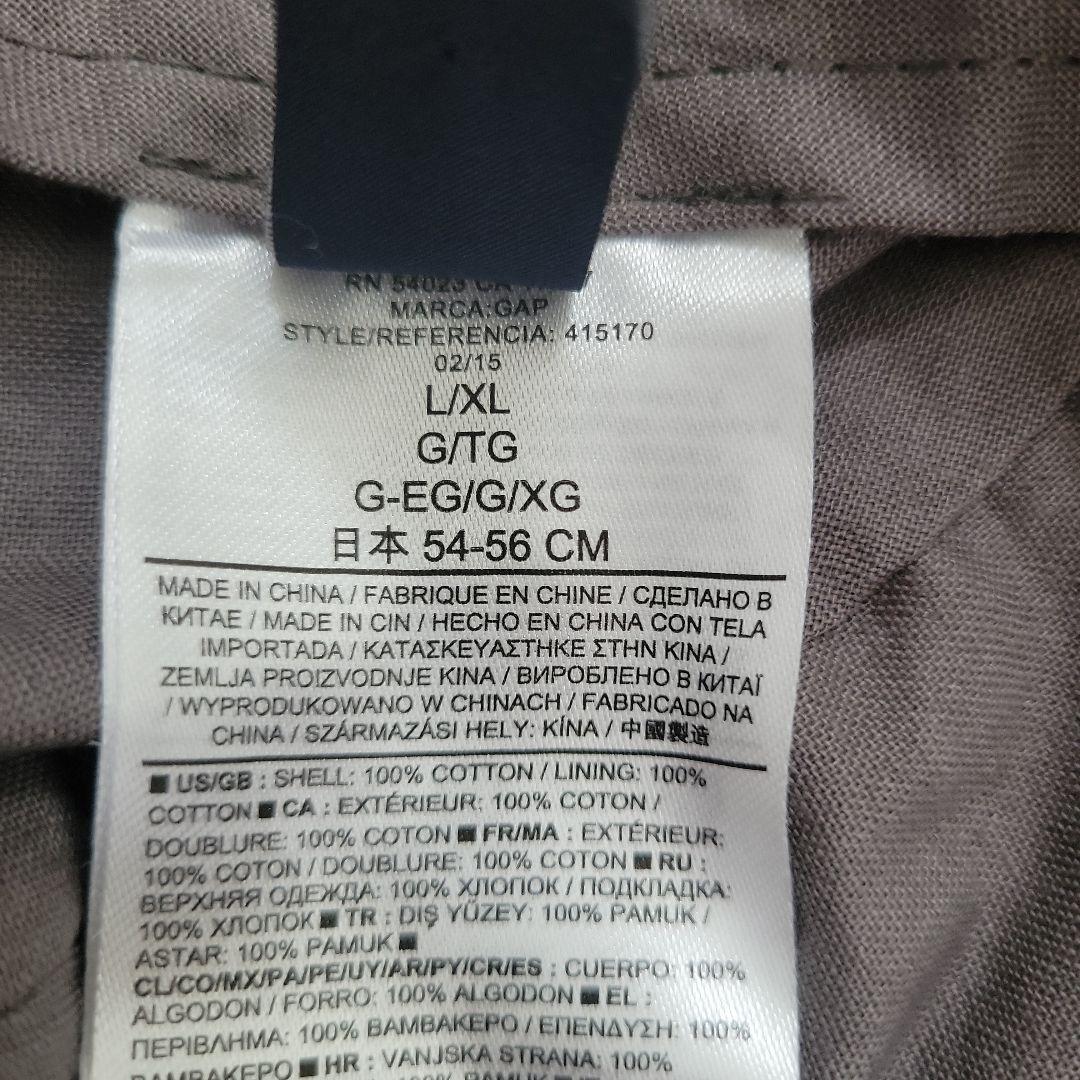 RN 54023 CA
MARCA:GAP
STYLE/REFERENCIA: 415170
02/15
L/XL
G/TG
G-EG/G/XG
日本 54-56 CM
MADE IN CHINA / FABRIQUE EN CHINE / СДЕЛАНО В
КИТАЕ / MADE IN CIN / HECHO EN CHINA CON TELA
IMPORTADA / ΚΑΤΑΣΚΕΥΑΣΤΗΚΕ ΣΤΗΝ ΚΙΝΑ /
ZEMLJA PROIZVODNJE KINA / ВИРОБЛЕНО В КИТАЇ
/ WYPRODUKOWANO W CHINACH / FABRICADO NA
CHINA / SZÁRMAZÁSI HELY: KÍNA / 中國製造
■ US/GB : SHELL: 100% COTTON / LINING: 100%
COTTON ■ CA : EXTÉRIEUR: 100% COTON /
DOUBLURE: 100% COTON ■ FR/MA : EXTÉRIEUR:
100% COTON / DOUBLURE: 100% COTON ■ RU :
ВЕРХНЯЯ ОДЕЖДА: 100% ХЛОПОК / ПОДКЛАДКА:
100% ХЛОПОК ■ TR : DIŞ YÜZEY: 100% PAMUK /
ASTAR: 100% PAMUK ■
CL/CO/MX/PA/PE/UY/AR/PY/CR/ES : CUERPO: 100%
ALGODON / FORRO: 100% ALGODON ■ EL :
ΠΕΡΙΒΛΗΜΑ: 100% ΒΑΜΒΑΚΕΡΟ / ΕΠΕΝΔΥΣΗ: 100%
ΒΑΜΒΑΚΕΡΟ ■ HR : VANJSKA STRANA: 100%